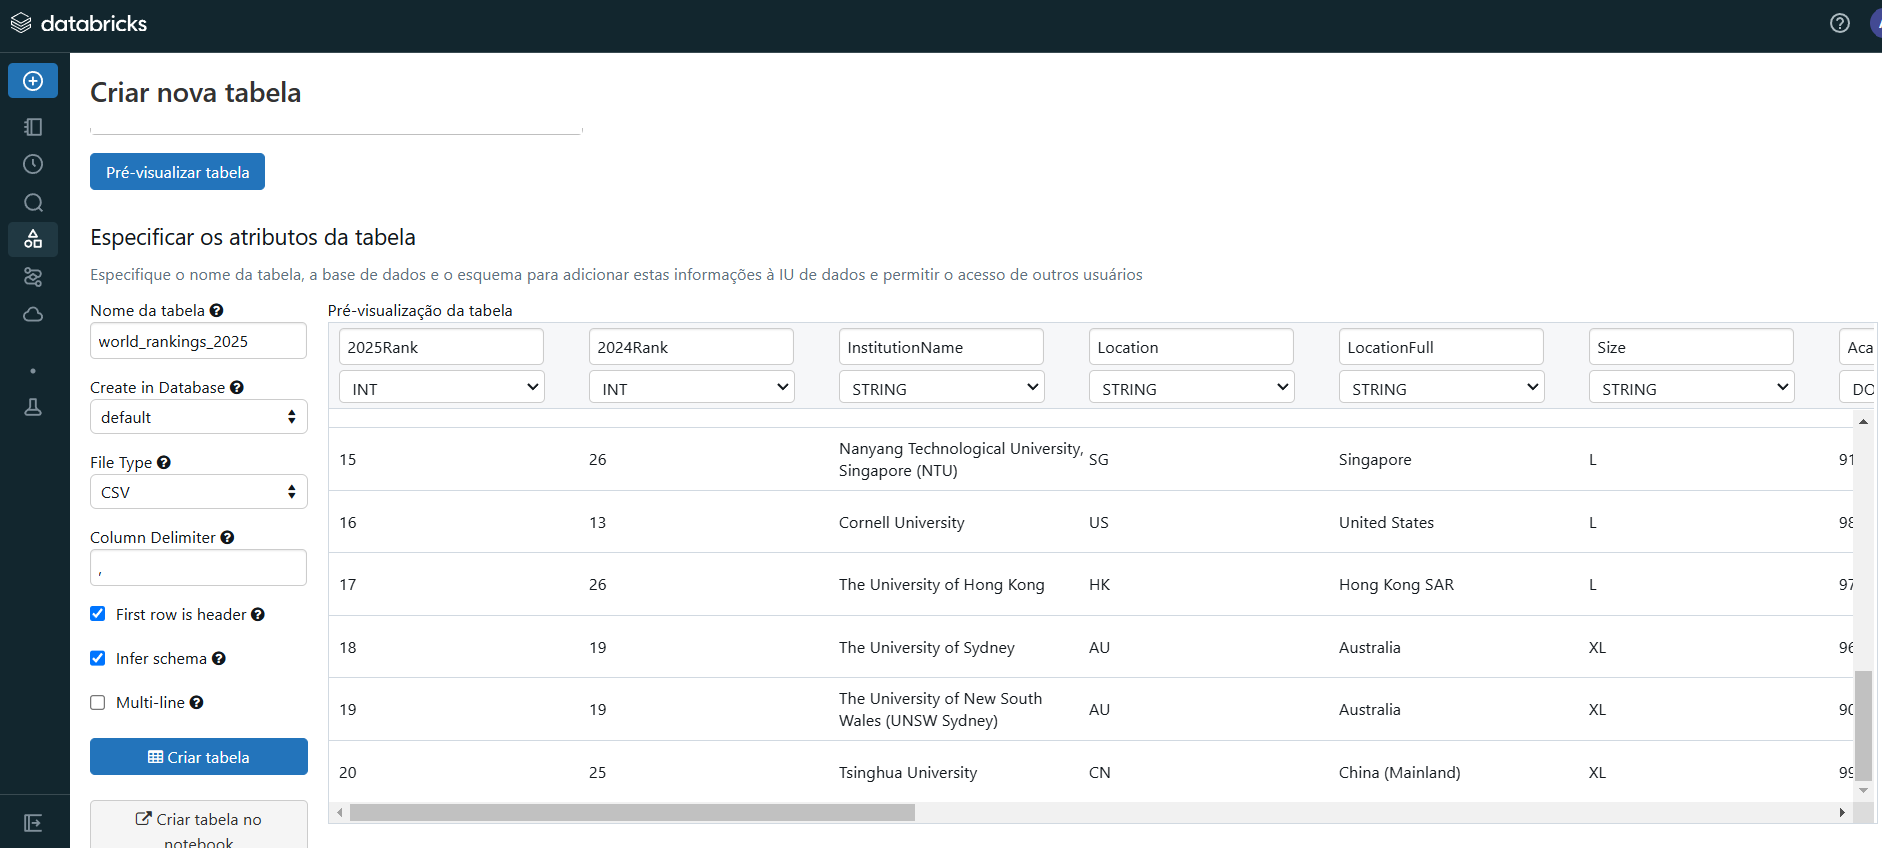 databricks
Criar nova tabela
Pré-visualizar tabela
Especificar os atributos da tabela
Especifique o nome da tabela, a base de dados e o esquema para adicionar estas informações à IU de dados e permitir o acesso de outros usuários
Nome da tabela
world_rankings_2025
Create in Database
default
File Type
CSV
Column Delimiter
,
First row is header
Infer schema
Multi-line
Criar tabela
Criar tabela no
notebook
Pré-visualização da tabela
2025Rank 2024Rank InstitutionName Location LocationFull Size Aca
INT INT STRING STRING STRING STRING DO
15 26 Nanyang Technological University, SG Singapore L 91
Singapore (NTU)
16 13 Cornell University US United States L 98
17 26 The University of Hong Kong HK Hong Kong SAR L 97
18 19 The University of Sydney AU Australia XL 96
19 19 The University of New South AU Australia XL 90
Wales (UNSW Sydney)
20 25 Tsinghua University CN China (Mainland) XL 99